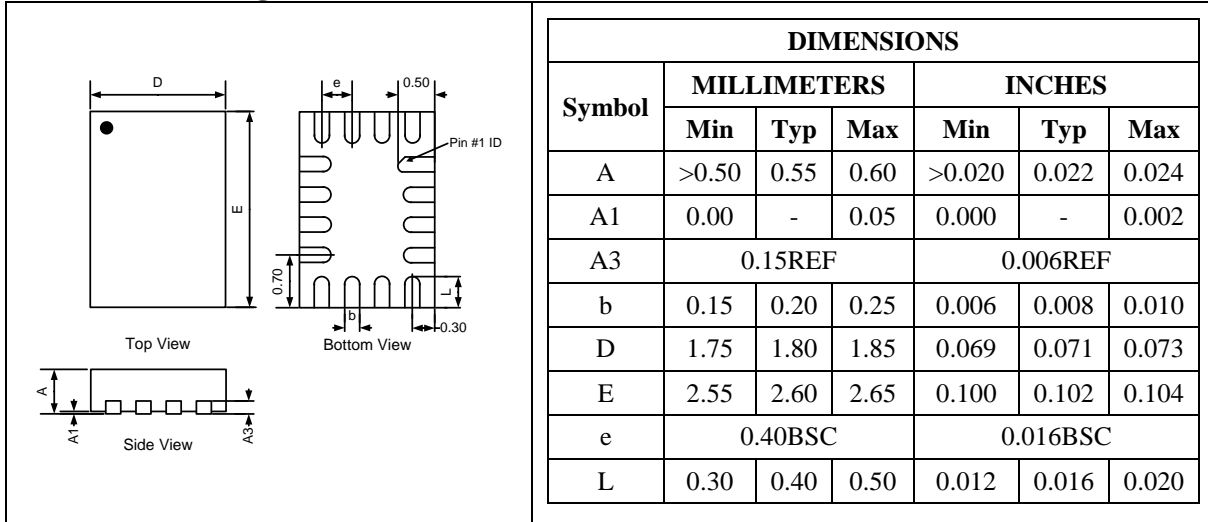 D
e
0.50
Pin #1 ID
E
0.70
L
b
0.30
Top View
Bottom View
A
A1
A3
Side View
DIMENSIONS
Symbol MILLIMETERS INCHES
Min Typ Max Min Typ Max
A >0.50 0.55 0.60 >0.020 0.022 0.024
A1 0.00 - 0.05 0.000 - 0.002
A3 0.15REF 0.006REF
b 0.15 0.20 0.25 0.006 0.008 0.010
D 1.75 1.80 1.85 0.069 0.071 0.073
E 2.55 2.60 2.65 0.100 0.102 0.104
e 0.40BSC 0.016BSC
L 0.30 0.40 0.50 0.012 0.016 0.020